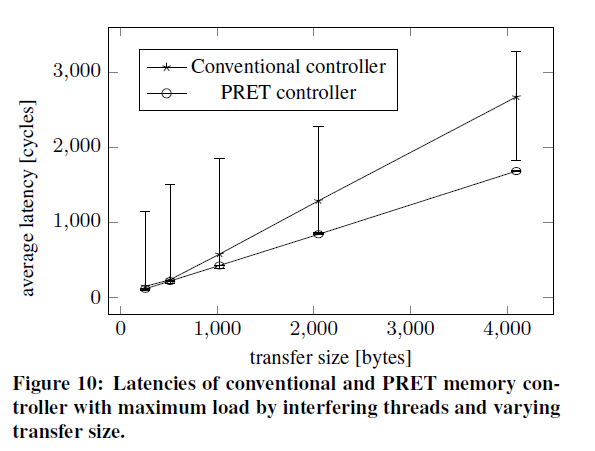 3,000
2,000
1,000
0
average latency [cycles]
Conventional controller
PRET controller
0 1,000 2,000 3,000 4,000
transfer size [bytes]
Figure 10: Latencies of conventional and PRET memory con-
troller with maximum load by interfering threads and varying
transfer size.